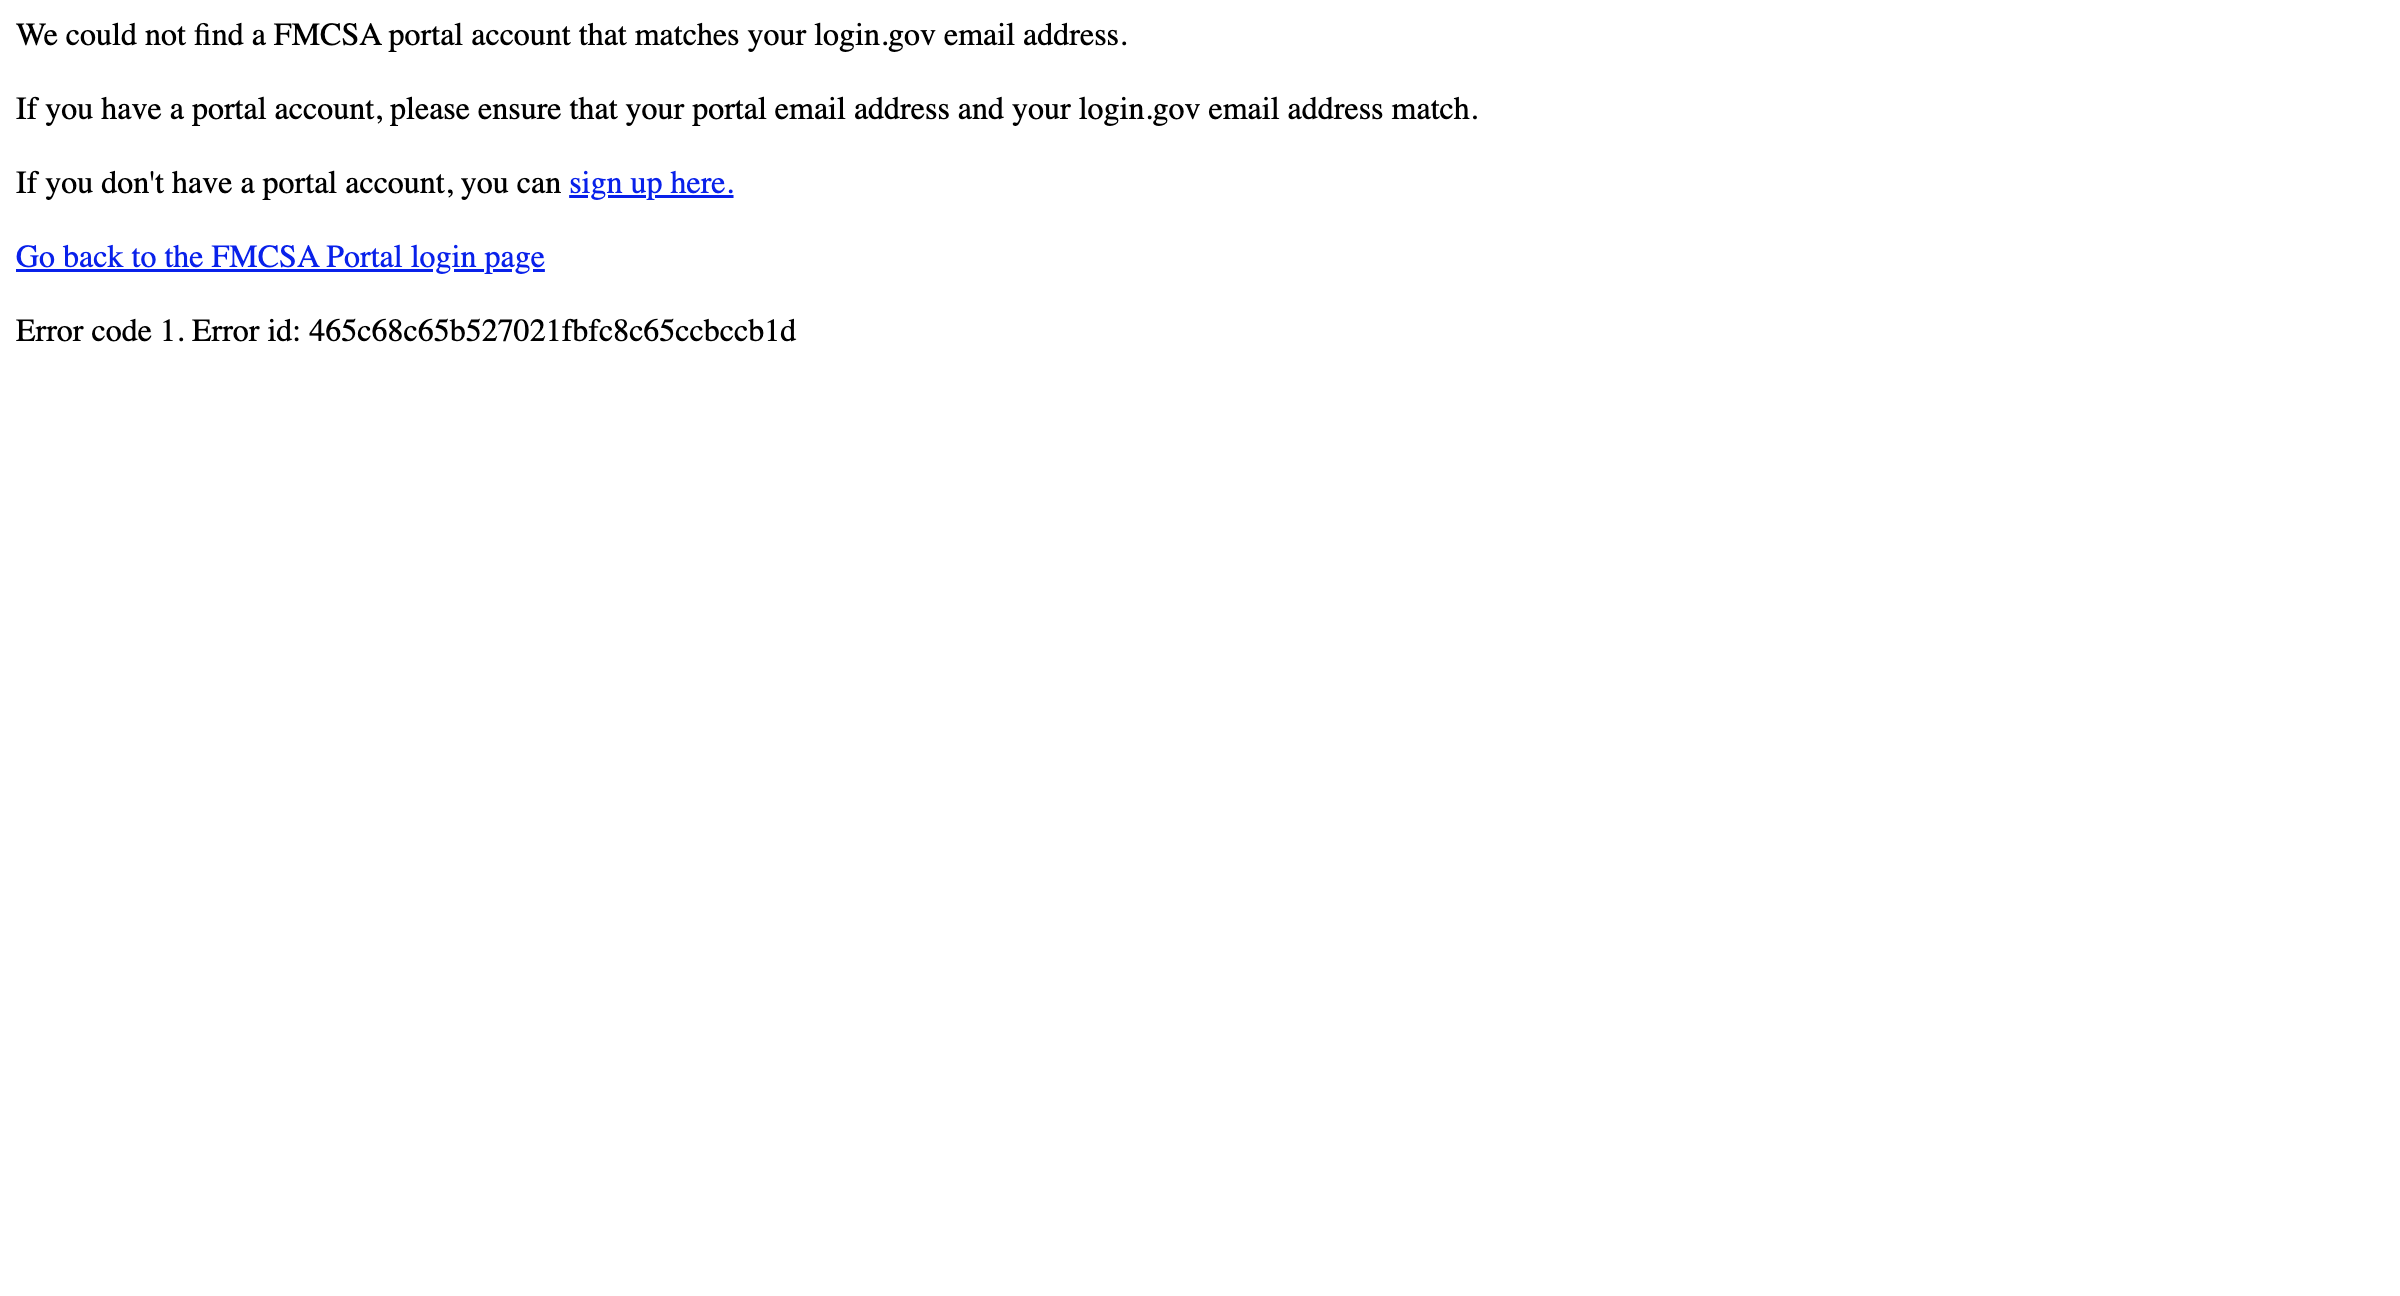 We could not find a FMCSA portal account that matches your login.gov email address.
If you have a portal account, please ensure that your portal email address and your login.gov email address match.
If you don't have a portal account, you can sign up here.
Go back to the FMCSA Portal login page
Error code 1. Error id: 465c68c65b527021fbfc8c65ccbccb1d